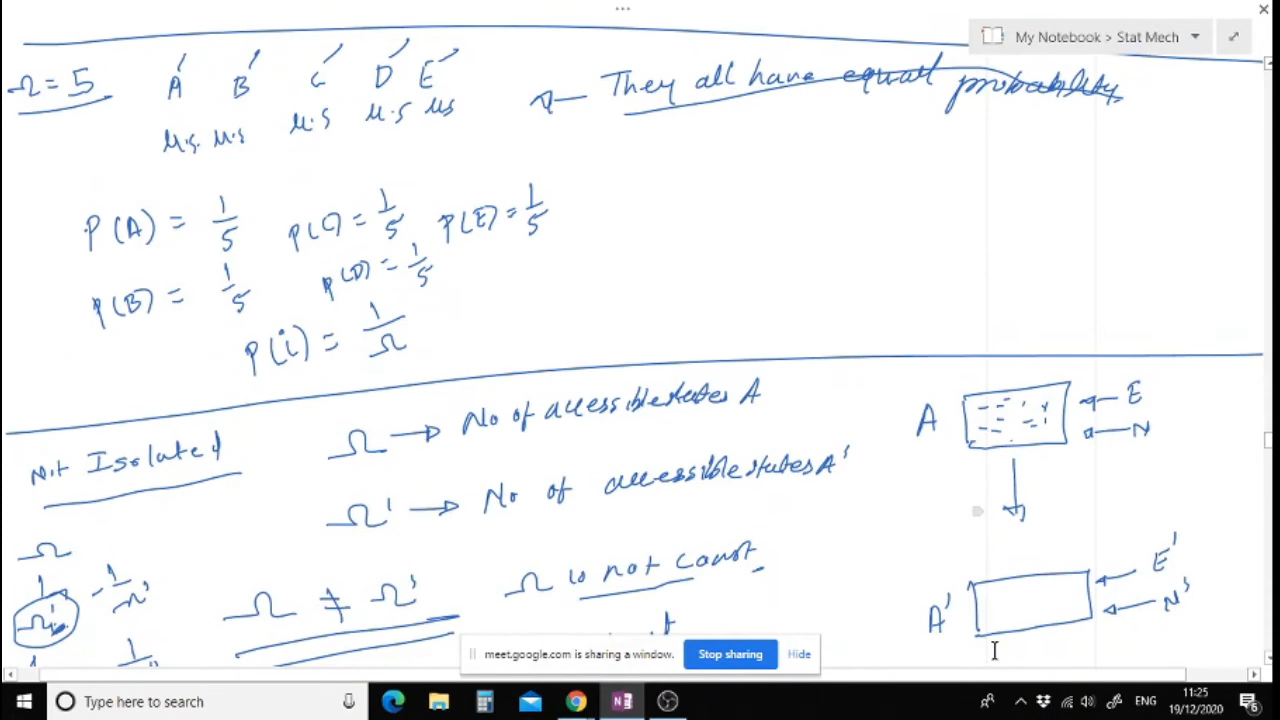 My Notebook > Stat Mech
Ω = 5 A B C D E They all have equal probability
μ.s. μ.s μ.s μ.s μs
P(A) = 1/5 P(C) = 1/5 P(E) = 1/5
P(B) = 1/5 P(D) = 1/5
P(i) = 1/Ω
Not Isolated
Ω → No of accessible states A
Ω' → No of accessible states A'
Ω
Ω ≠ Ω'
Ω is not const
A E
N
A' E'
N'
meet.google.com is sharing a window. Stop sharing Hide
Type here to search
ENG 11:25
19/12/2020 6